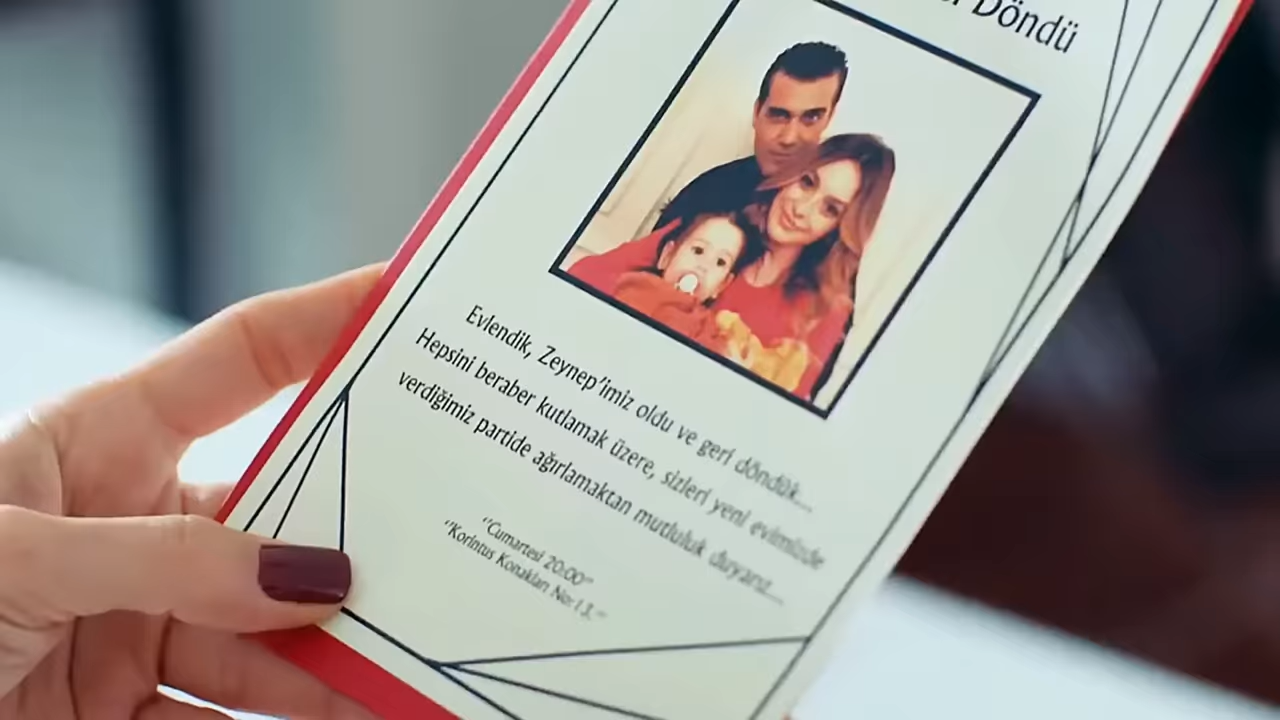 Döndü
Evlendik, Zeynep'imiz oldu ve geri döndük...
Hepsini beraber kutlamak üzere, sizleri yeni evimizde
verdiğimiz partide ağırlamaktan mutluluk duyarız...
"Cumartesi 20:00"
"Korintus Konakları No: 13."